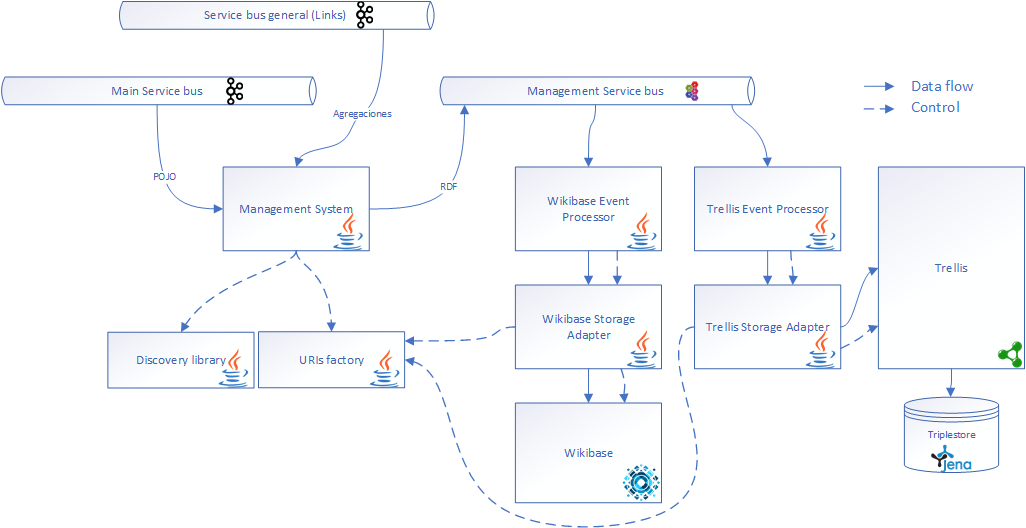 Service bus general (Links)
Main Service bus
Management Service bus
Data flow
Control
Agregaciones
POJO
RDF
Management System
Wikibase Event
Processor
Trellis Event Processor
Trellis
Wikibase Storage
Adapter
Trellis Storage Adapter
Discovery library
URIs factory
Wikibase
Triplestore
Jena